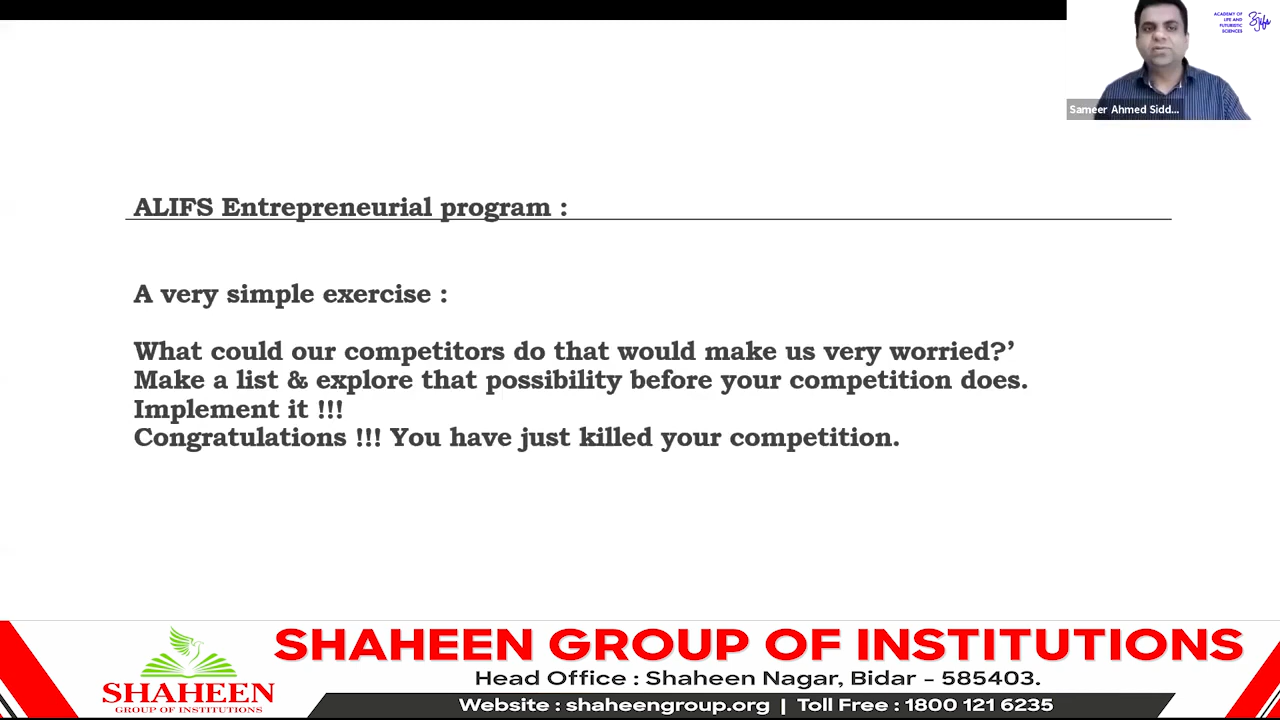 ACADEMY OF
LIFE AND
FUTURISTIC
SCIENCES
Sameer Ahmed Sidd...
ALIFS Entrepreneurial program :
A very simple exercise :
What could our competitors do that would make us very worried?’
Make a list & explore that possibility before your competition does.
Implement it !!!
Congratulations !!! You have just killed your competition.
SHAHEEN
GROUP OF INSTITUTIONS
SHAHEEN GROUP OF INSTITUTIONS
Head Office : Shaheen Nagar, Bidar - 585403.
Website : shaheengroup.org | Toll Free : 1800 121 6235